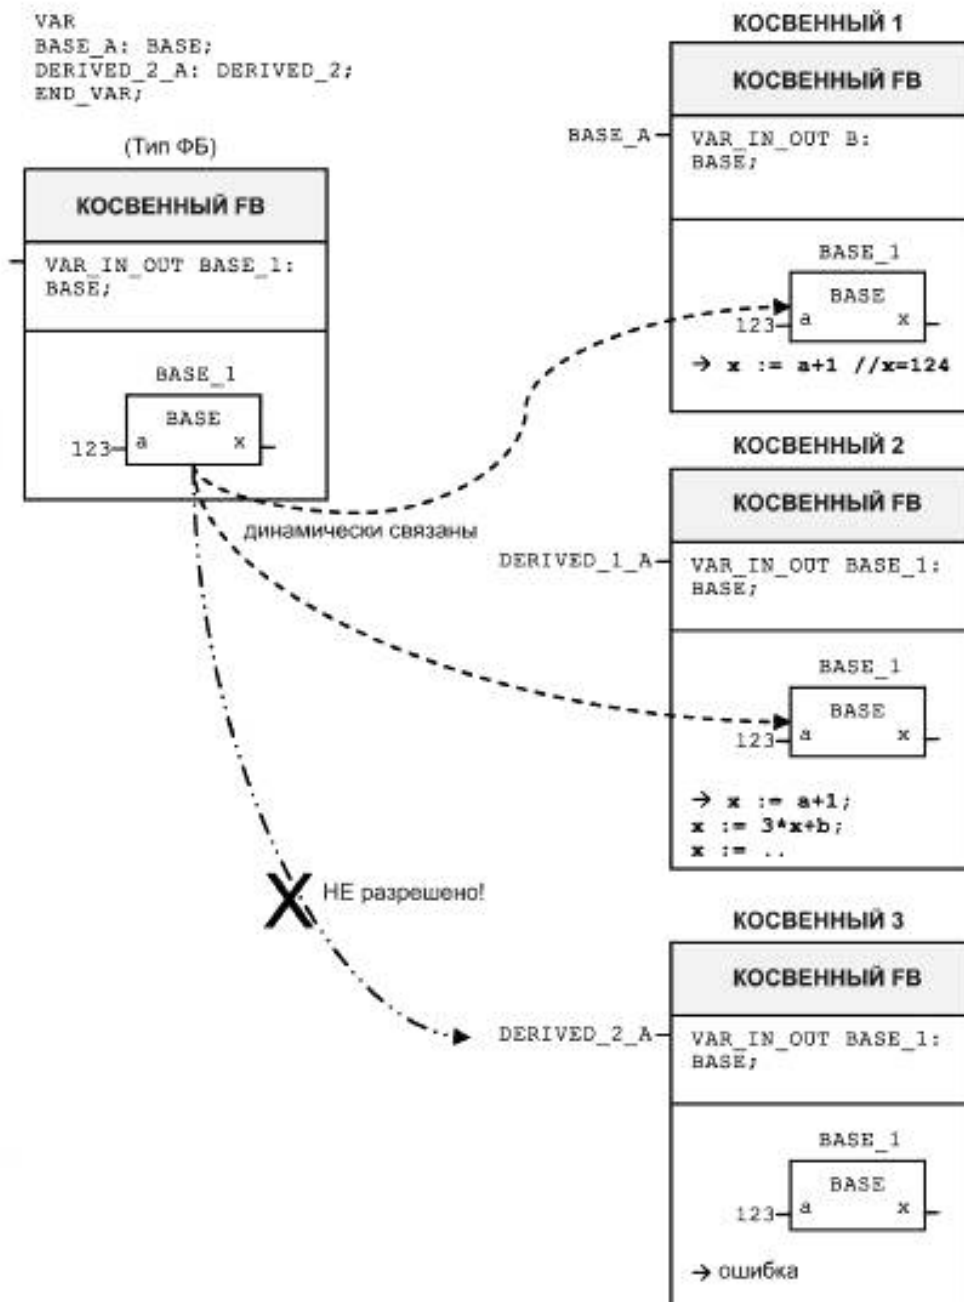 VAR
BASE_A: BASE;
DERIVED_2_A: DERIVED_2;
END_VAR;
(Тип ФБ)
КОСВЕННЫЙ FB
VAR_IN_OUT BASE_1:
BASE;
BASE_1
BASE
123 a x
динамически связаны
НЕ разрешено!
КОСВЕННЫЙ 1
КОСВЕННЫЙ FB
BASE_A
VAR_IN_OUT B:
BASE;
BASE_1
BASE
123 a x
→ x := a+1 //x=124
КОСВЕННЫЙ 2
КОСВЕННЫЙ FB
DERIVED_1_A
VAR_IN_OUT BASE_1:
BASE;
BASE_1
BASE
123 a x
→ x := a+1;
x := 3*x+b;
x := ..
КОСВЕННЫЙ 3
КОСВЕННЫЙ FB
DERIVED_2_A
VAR_IN_OUT BASE_1:
BASE;
BASE_1
BASE
123 a x
→ ошибка